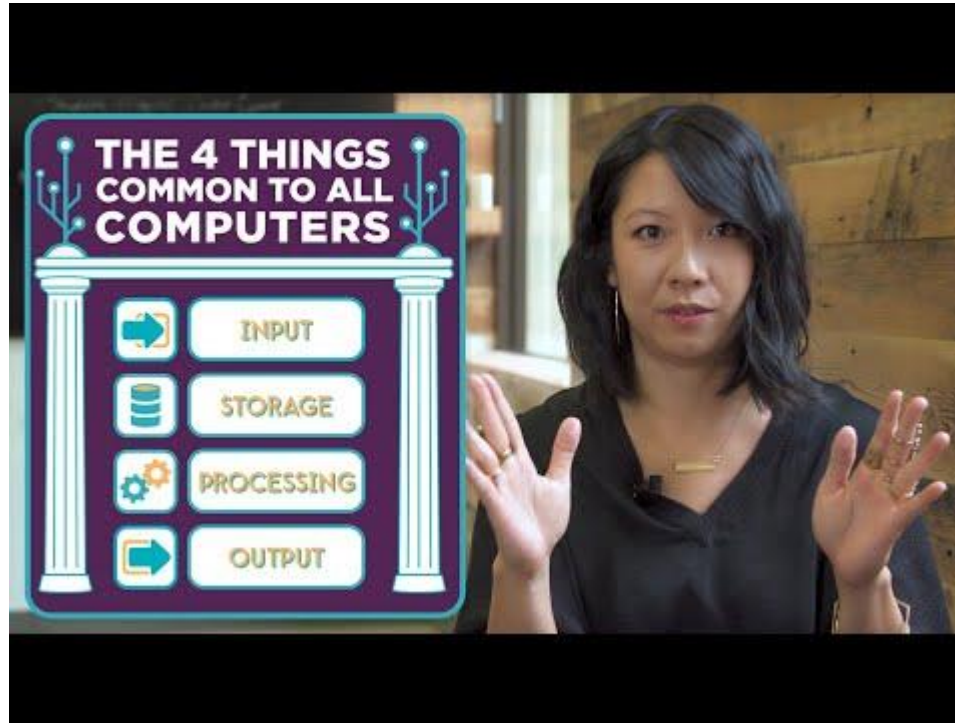 THE 4 THINGS
COMMON TO ALL
COMPUTERS
INPUT
STORAGE
PROCESSING
OUTPUT